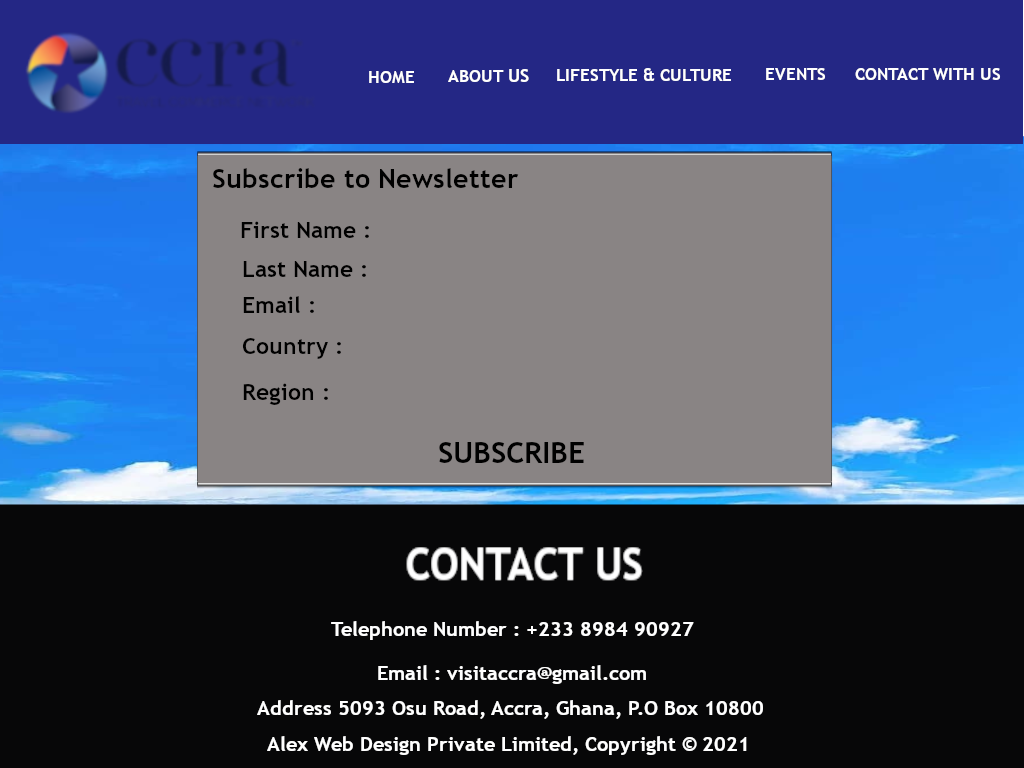 ccra
HOME ABOUT US LIFESTYLE & CULTURE EVENTS CONTACT WITH US
Subscribe to Newsletter
First Name :
Last Name :
Email :
Country :
Region :
SUBSCRIBE
CONTACT US
Telephone Number : +233 8984 90927
Email : visitaccra@gmail.com
Address 5093 Osu Road, Accra, Ghana, P.O Box 10800
Alex Web Design Private Limited, Copyright © 2021